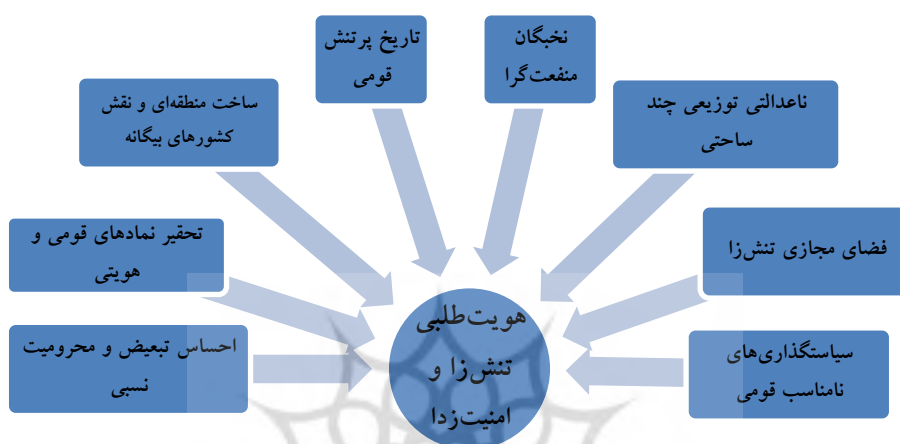 تاریخ پرتنش
قومی
نخبگان
منفعت‌گرا
ساخت منطقه‌ای و نقش
کشورهای بیگانه
ناعدالتی توزیعی چند
ساحتی
تحقیر نمادهای قومی و
هویتی
فضای مجازی تنش‌زا
احساس تبعیض و محرومیت
نسبی
سیاستگذاری‌های
نامناسب قومی
هویت‌طلبی
تنش‌زا و
امنیت‌زدا